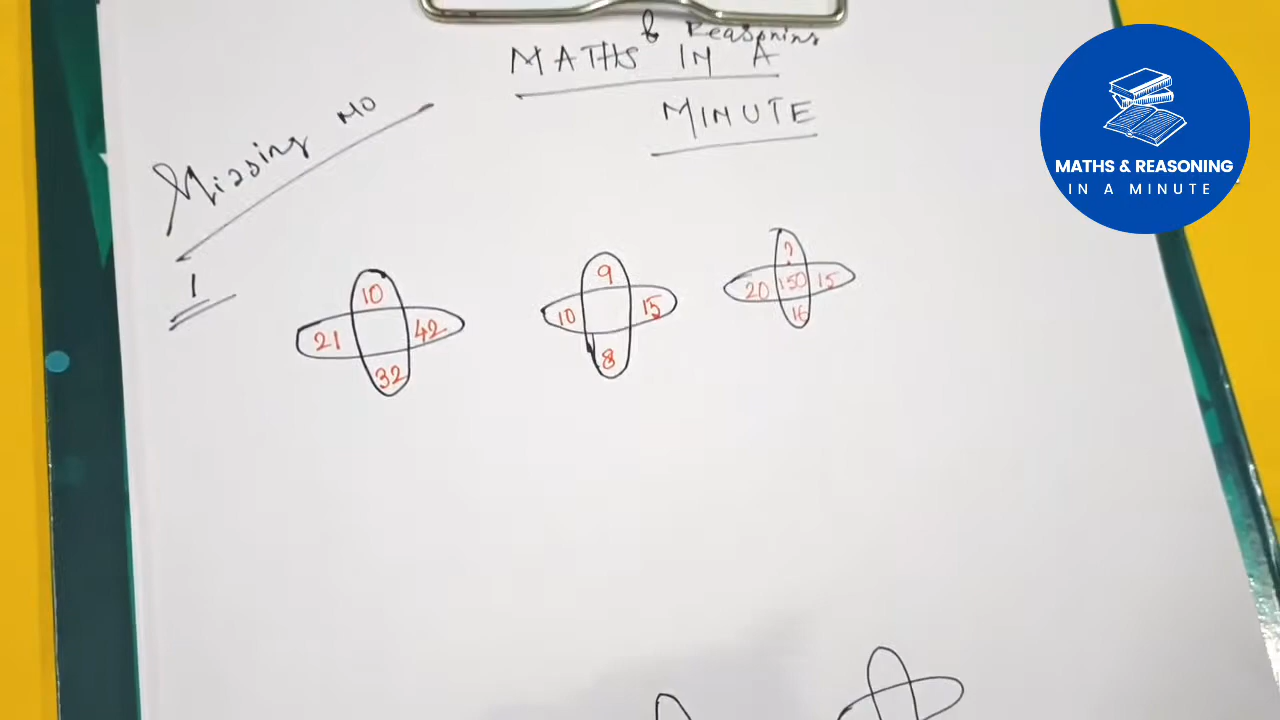 & Reasoning
MATHS IN A
MINUTE
Missing NO
1
10
21 42
32
9
10 15
8
?
20 150 15
16
MATHS & REASONING
IN A MINUTE